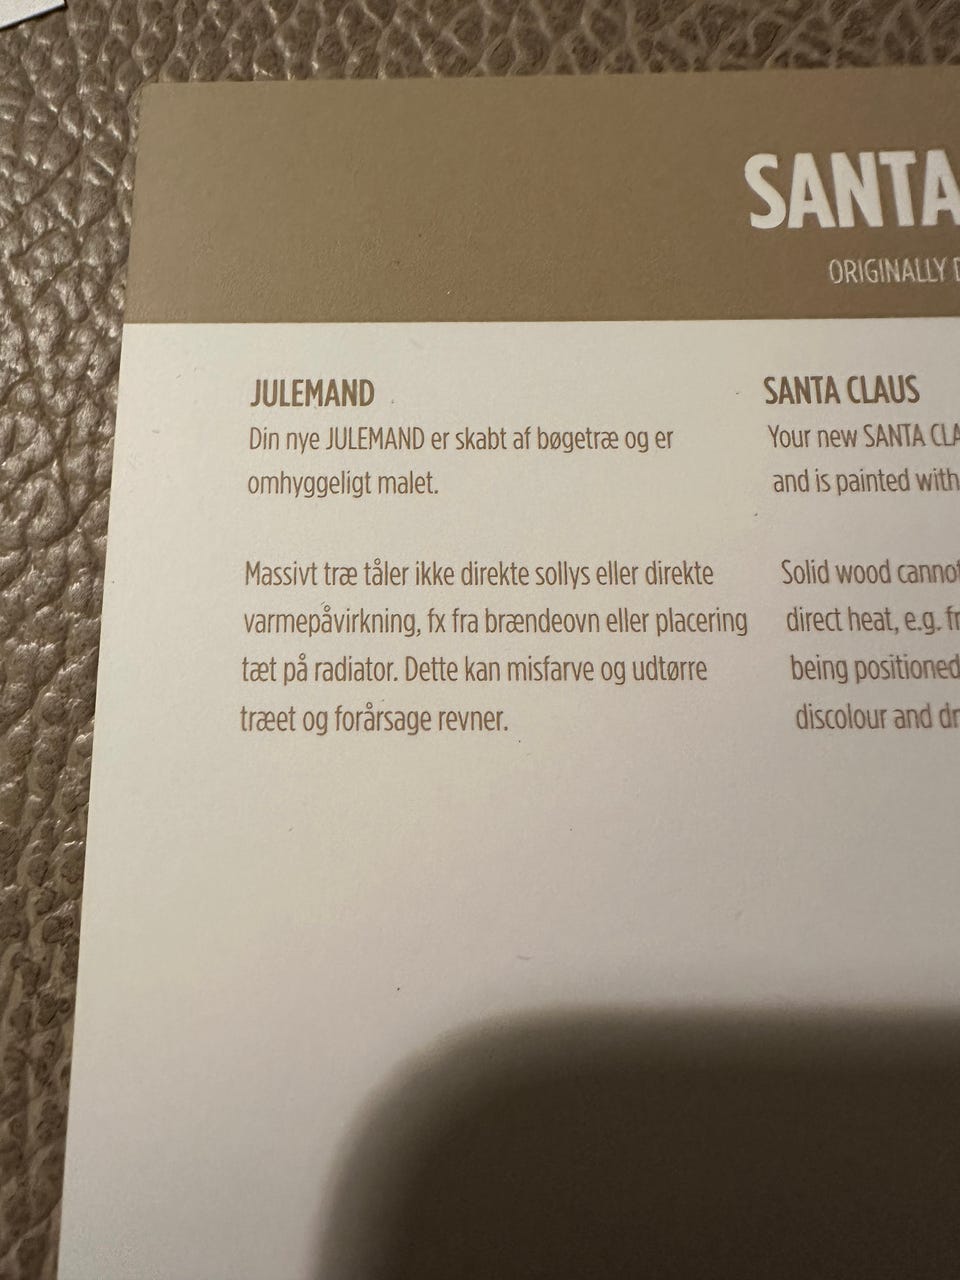 SANTA
ORIGINALLY
JULEMAND
Din nye JULEMAND er skabt af bøgetræ og er
omhyggeligt malet.
Massivt træ tåler ikke direkte sollys eller direkte
varmepåvirkning, fx fra brændeovn eller placering
tæt på radiator. Dette kan misfarve og udtørre
træet og forårsage revner.
SANTA CLAUS
Your new SANTA
and is painted with
Solid wood cannot
direct heat, e.g.
being positioned
discolour and